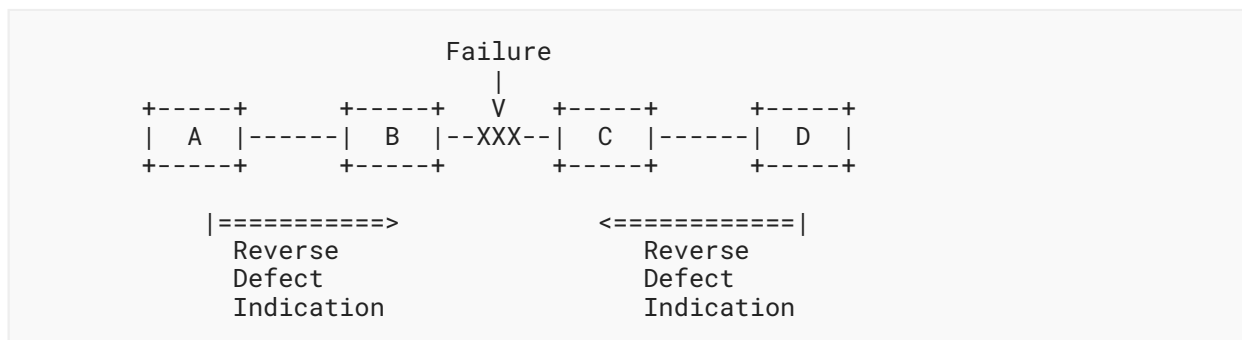 Failure
                         |
  +-----+      +-----+   V   +-----+      +-----+
  |  A  |------|  B  |--XXX--|  C  |------|  D  |
  +-----+      +-----+       +-----+      +-----+

      |===========>             <============|
        Reverse                    Reverse
        Defect                     Defect
        Indication                 Indication